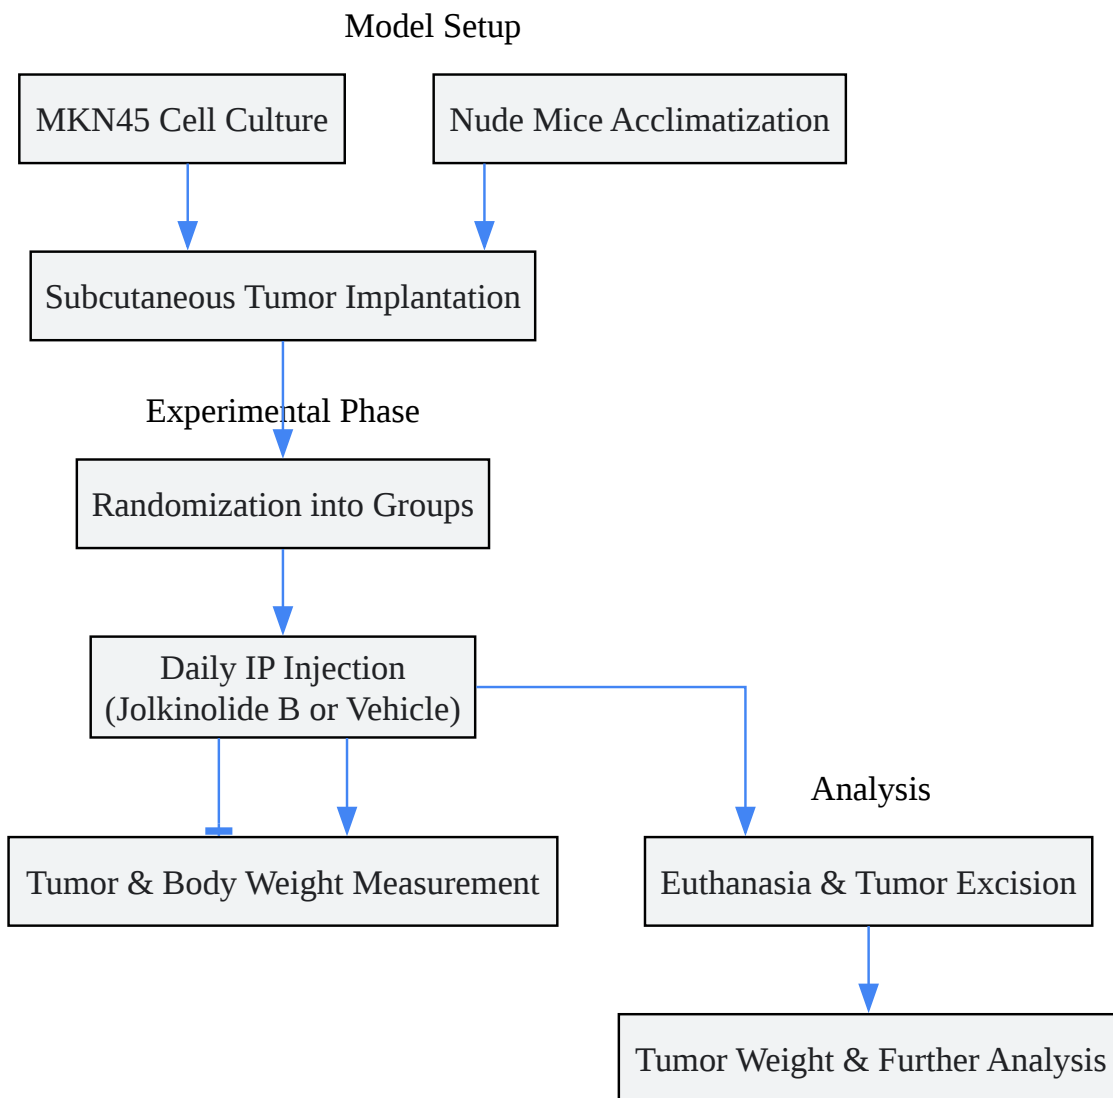 Model Setup
MKN45 Cell Culture
Nude Mice Acclimatization
Subcutaneous Tumor Implantation
Experimental Phase
Randomization into Groups
Daily IP Injection
(Jolkinolide B or Vehicle)
Analysis
Tumor & Body Weight Measurement
Euthanasia & Tumor Excision
Tumor Weight & Further Analysis